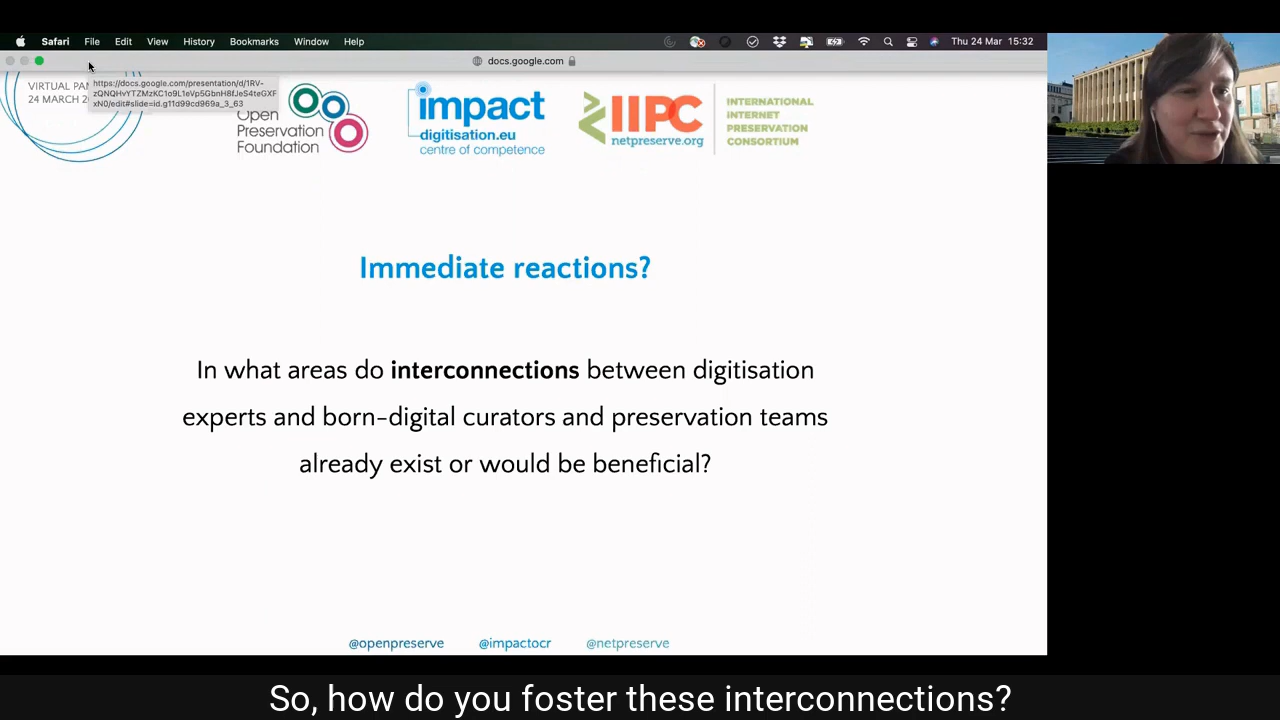 Safari File Edit View History Bookmarks Window Help Thu 24 Mar 15:32
docs.google.com
https://docs.google.com/presentation/d/1RV-
zQNQHvYTZMzKC1o9L1eVp5GbnH8fJeS4teGXF
xN0/edit#slide=id.g11d99cd969a_3_63
VIRTUAL PA
24 MARCH 2
Open
Preservation
Foundation
impact
digitisation.eu
centre of competence
IIPC
netpreserve.org
INTERNATIONAL
INTERNET
PRESERVATION
CONSORTIUM
Immediate reactions?
In what areas do interconnections between digitisation
experts and born-digital curators and preservation teams
already exist or would be beneficial?
@openpreserve @impactocr @netpreserve
So, how do you foster these interconnections?